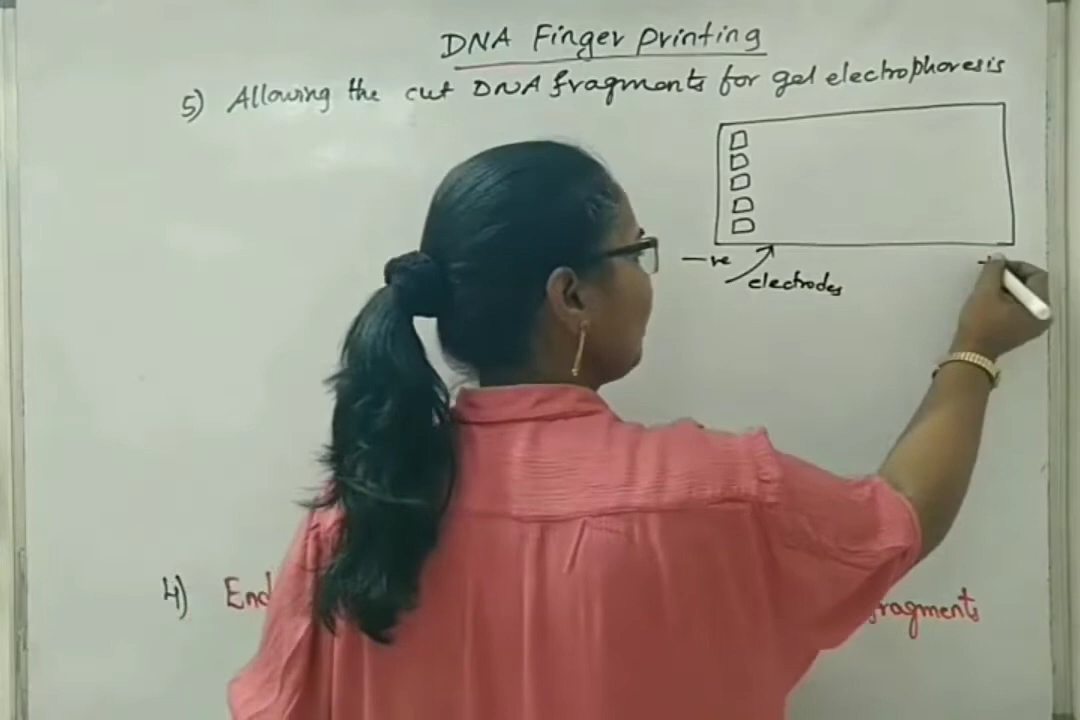 DNA Finger printing
5) Allowing the cut DNA fragments for gel electrophoresis
-ve
electrodes
4) End
fragments